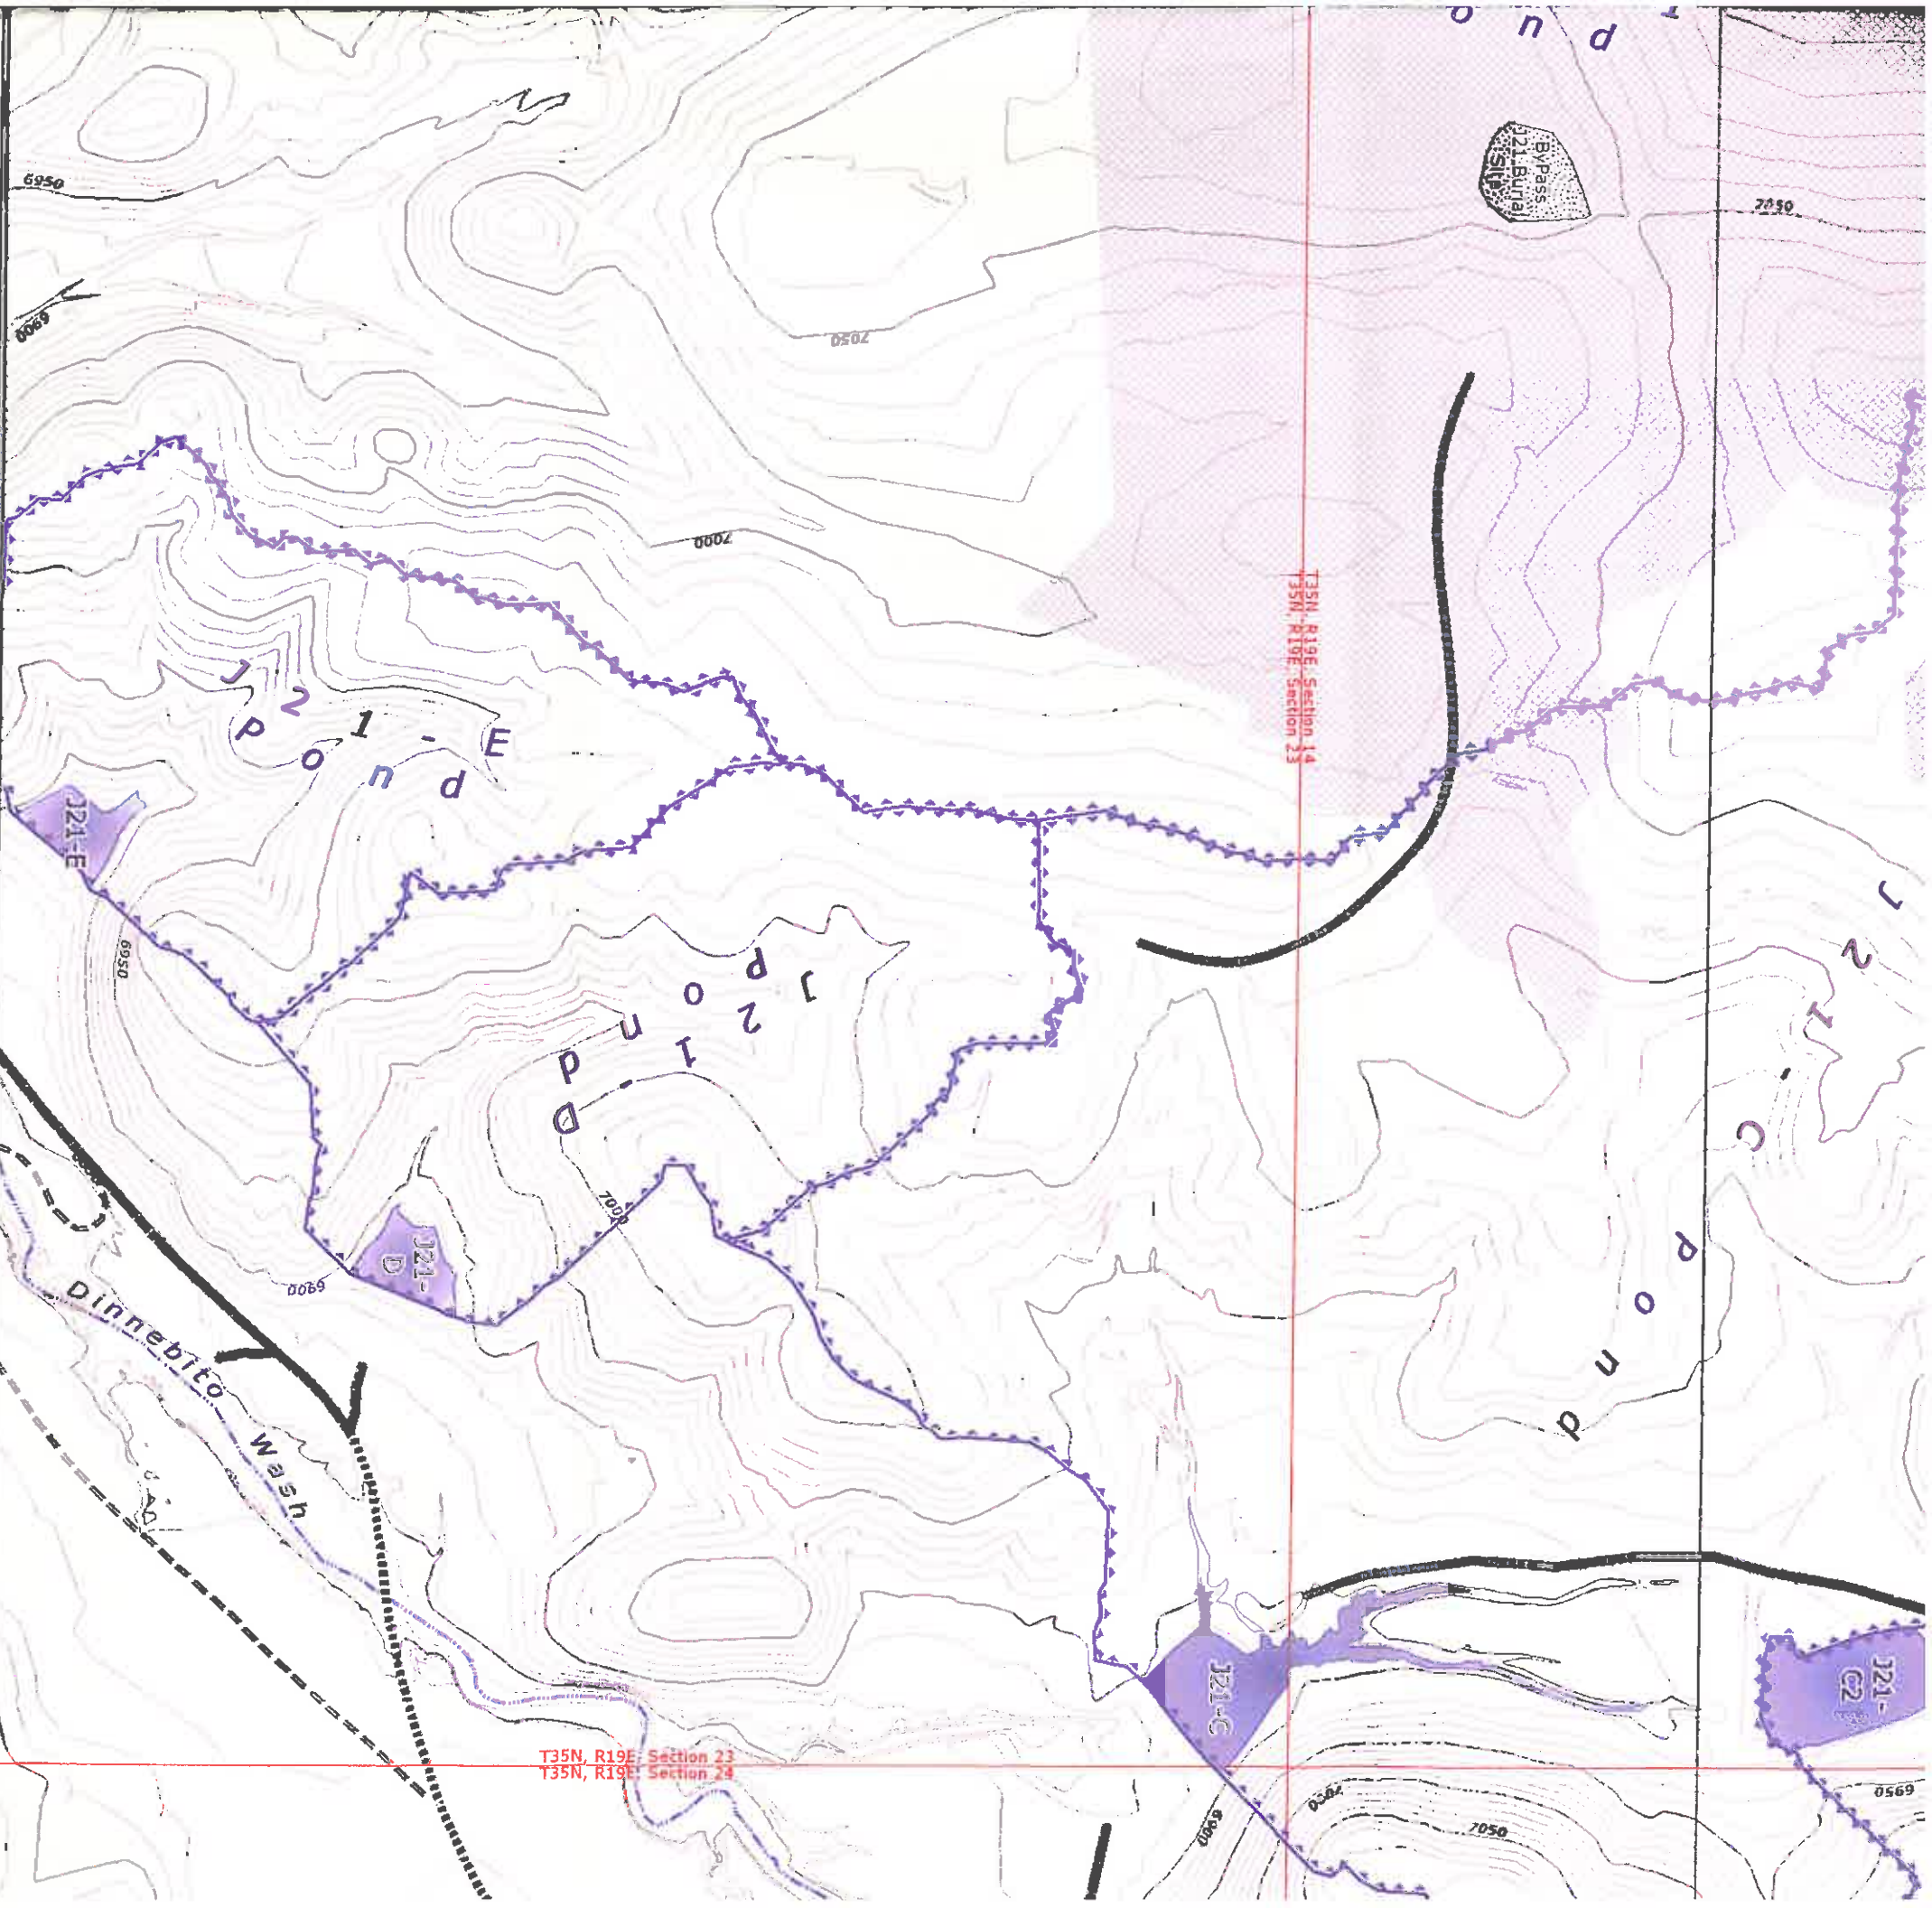 ond
J21 Burial
Site
ByPass
6950
7050
6900
7050
7000
T35N, R19E, Section 14
T35N, R19E, Section 23
J21-E
Pond
J21-E
6950
J21-D
Pond
J21-C
Pond
7000
J21-
D
6900
Dinnebito Wash
J21-C
J21-
C2
T35N, R19E, Section 23
T35N, R19E, Section 24
6900
7050
6950